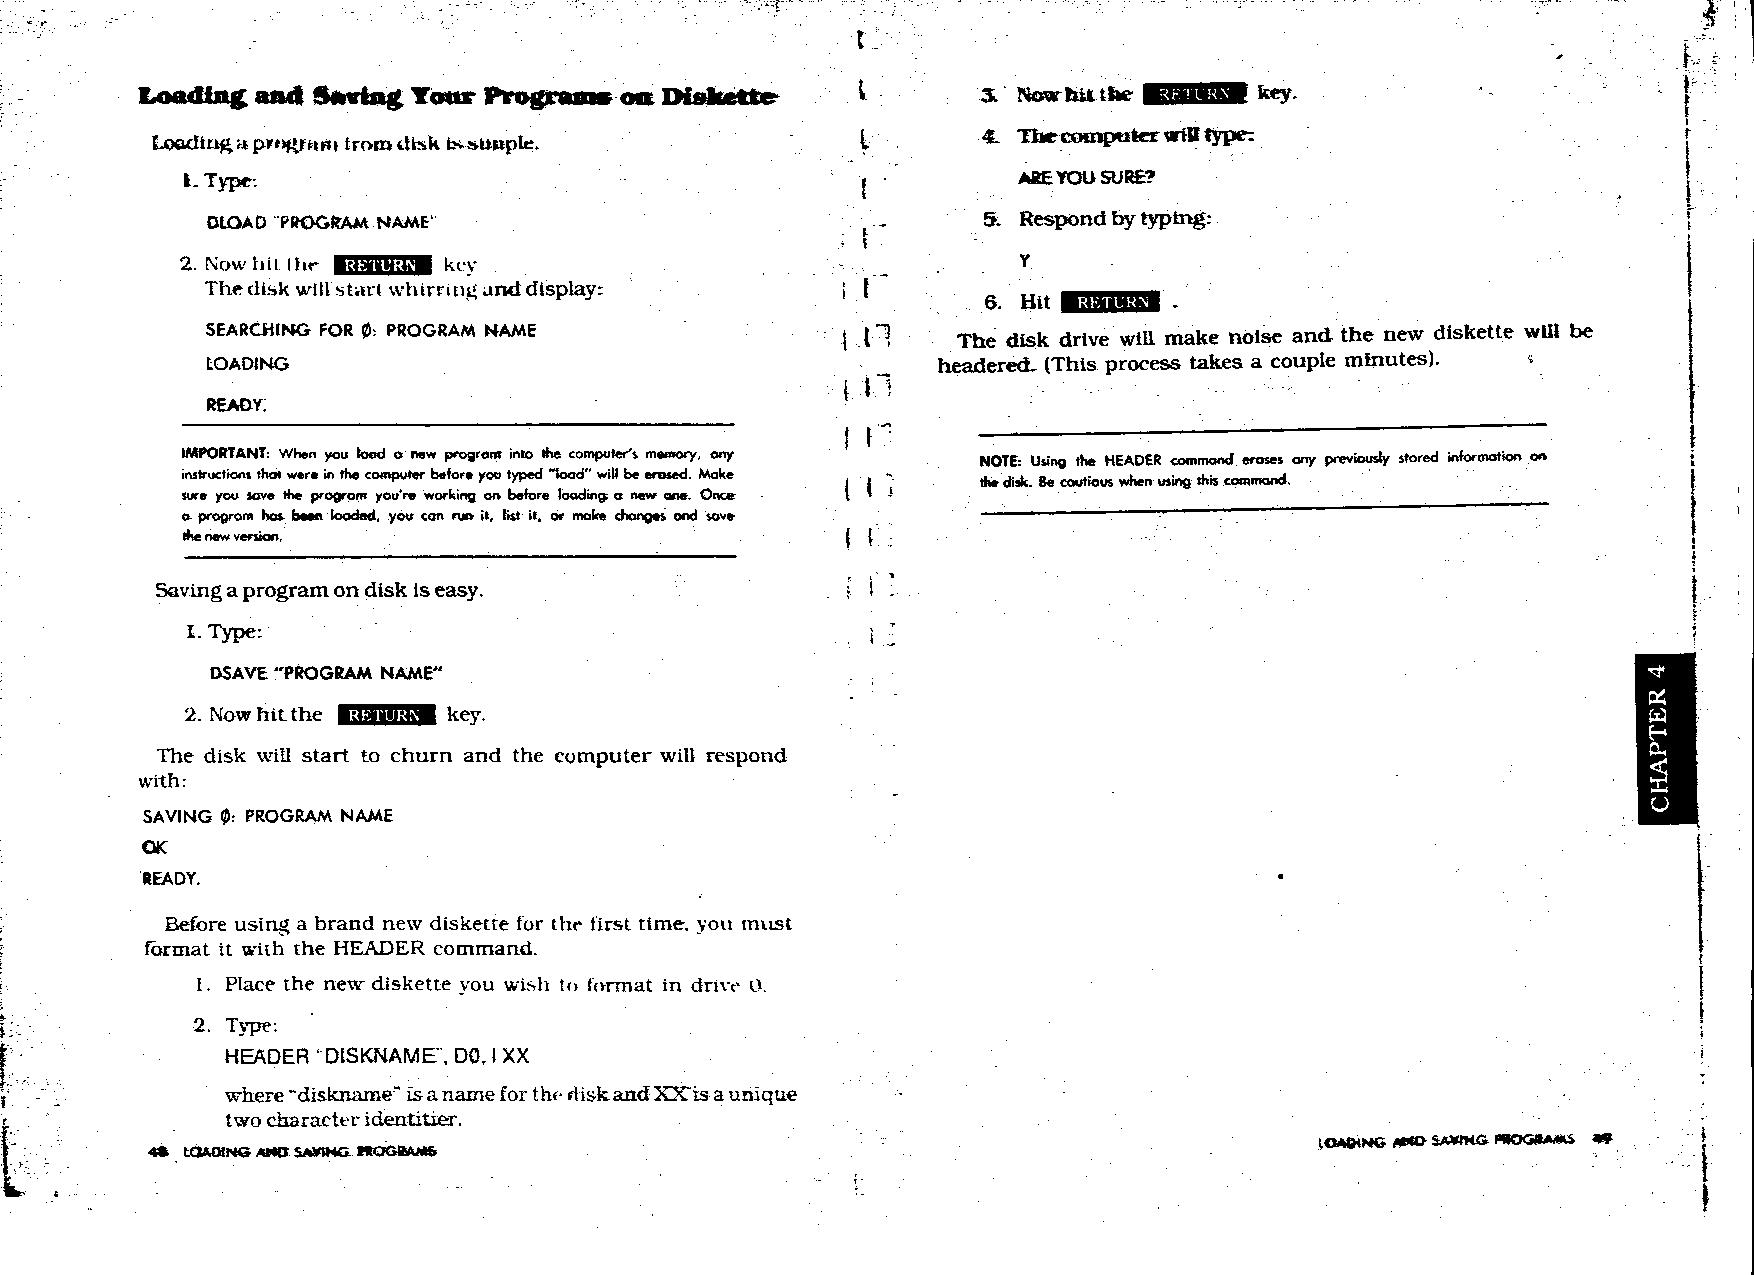 Loading and Saving Your Programs on Diskette
Loading a program from disk is simple.
1. Type:
DLOAD "PROGRAM NAME"
2. Now hit the RETURN key
The disk will start whirring and display:
SEARCHING FOR 0: PROGRAM NAME
LOADING
READY.
IMPORTANT: When you load a new program into the computer's memory, any
instructions that were in the computer before you typed "load" will be erased. Make
sure you save the program you're working on before loading a new one. Once
a program has been loaded, you can run it, list it, or make changes and save
the new version.
Saving a program on disk is easy.
1. Type:
DSAVE "PROGRAM NAME"
2. Now hit the RETURN key.
The disk will start to churn and the computer will respond
with:
SAVING 0: PROGRAM NAME
OK
READY.
Before using a brand new diskette for the first time, you must
format it with the HEADER command.
1. Place the new diskette you wish to format in drive 0.
2. Type:
HEADER "DISKNAME", D0, I XX
where "diskname" is a name for the disk and XX is a unique
two character identifier.
48 LOADING AND SAVING PROGRAMS
3. Now hit the RETURN key.
4. The computer will type:
ARE YOU SURE?
5. Respond by typing:
Y
6. Hit RETURN .
The disk drive will make noise and the new diskette will be
headered. (This process takes a couple minutes).
NOTE: Using the HEADER command erases any previously stored information on
the disk. Be cautious when using this command.
CHAPTER 4
LOADING AND SAVING PROGRAMS 49